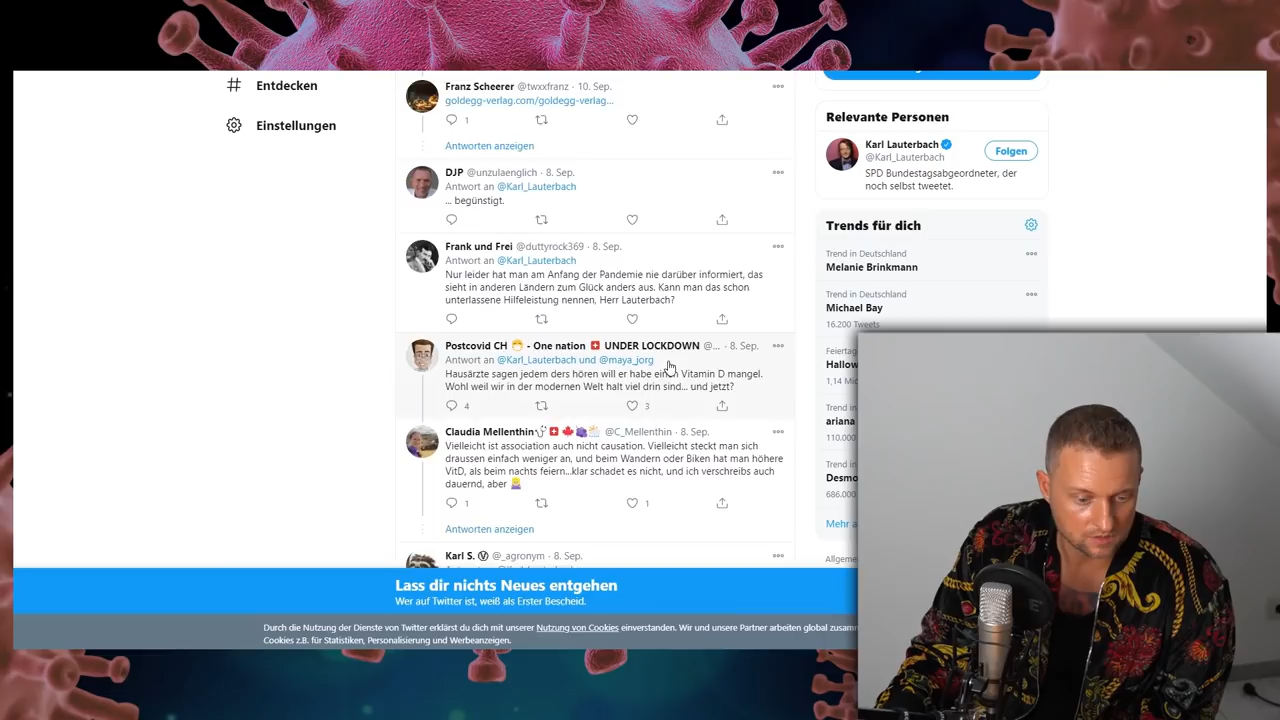 Entdecken
Einstellungen
Franz Scheerer @twxxfranz · 10. Sep.
goldegg-verlag.com/goldegg-verlag...
1
Antworten anzeigen
DJP @unzulaenglich · 8. Sep.
Antwort an @Karl_Lauterbach
... begünstigt.
Frank und Frei @duttyrock369 · 8. Sep.
Antwort an @Karl_Lauterbach
Nur leider hat man am Anfang der Pandemie nie darüber informiert, das
sieht in anderen Ländern zum Glück anders aus. Kann man das schon
unterlassene Hilfeleistung nennen, Herr Lauterbach?
Postcovid CH 😷 - One nation 🇨🇭 UNDER LOCKDOWN @... · 8. Sep.
Antwort an @Karl_Lauterbach und @maya_jorg
Hausärzte sagen jedem ders hören will er habe einen Vitamin D mangel.
Wohl weil wir in der modernen Welt halt viel drin sind... und jetzt?
4 3
Claudia Mellenthin @C_Mellenthin · 8. Sep.
Vielleicht ist association auch nicht causation. Vielleicht steckt man sich
draussen einfach weniger an, und beim Wandern oder Biken hat man höhere
VitD, als beim nachts feiern...klar schadet es nicht, und ich verschreibs auch
dauernd, aber
1 1
Antworten anzeigen
Karl S. Ⓥ @_agronym · 8. Sep.
Relevante Personen
Karl Lauterbach
@Karl_Lauterbach
Folgen
SPD Bundestagsabgeordneter, der
noch selbst tweetet.
Trends für dich
Trend in Deutschland
Melanie Brinkmann
Trend in Deutschland
Michael Bay
16.200 Tweets
Feiertag
Hallow
1,14 Mi
Trend
ariana
110.000
Trend
Desmo
686.000
Mehr a
Allgeme
Lass dir nichts Neues entgehen
Wer auf Twitter ist, weiß als Erster Bescheid.
Durch die Nutzung der Dienste von Twitter erklärst du dich mit unserer Nutzung von Cookies einverstanden. Wir und unsere Partner arbeiten global zusam
Cookies z.B. für Statistiken, Personalisierung und Werbeanzeigen.